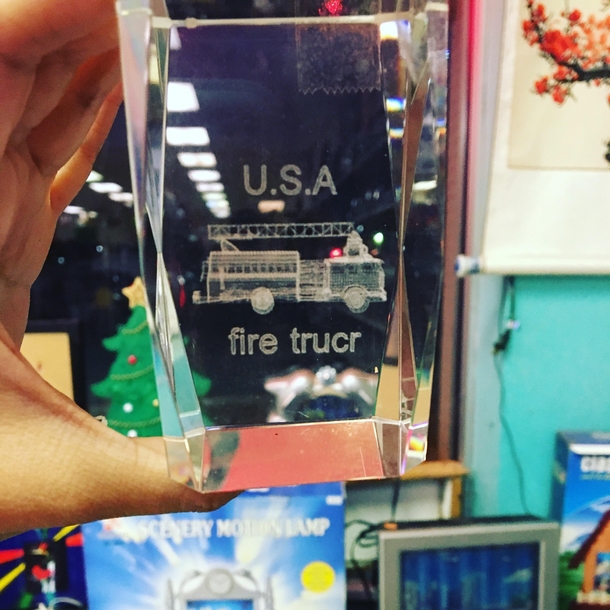 U.S.A
fire trucr
SCENERY MOTION LAMP